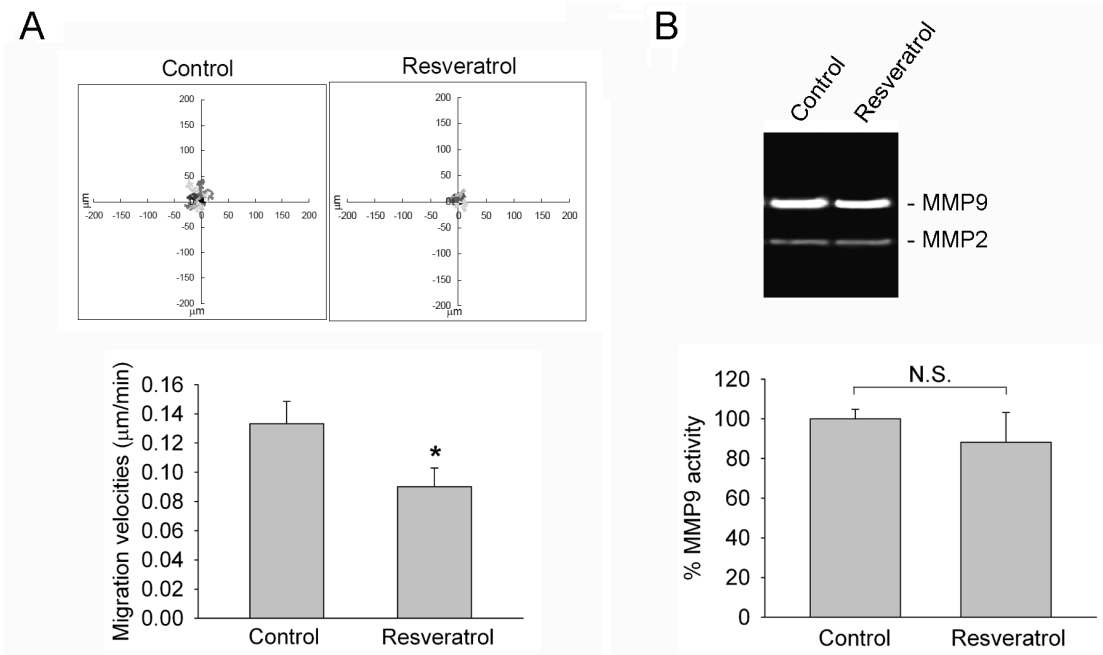 A
Control
Resveratrol
200
150
100
50
-50
-100
-150
-200
-200 -150 -100 -50 0 50 100 150 200
μm
μm
200
150
100
50
-50
-100
-150
-200
-200 -150 -100 -50 0 50 100 150 200
μm
μm
Migration velocities (μm/min)
0.16
0.14
0.12
0.10
0.08
0.06
0.04
0.02
0.00
*
Control
Resveratrol
B
Control
Resveratrol
- MMP9
- MMP2
% MMP9 activity
120
100
80
60
40
20
0
N.S.
Control
Resveratrol